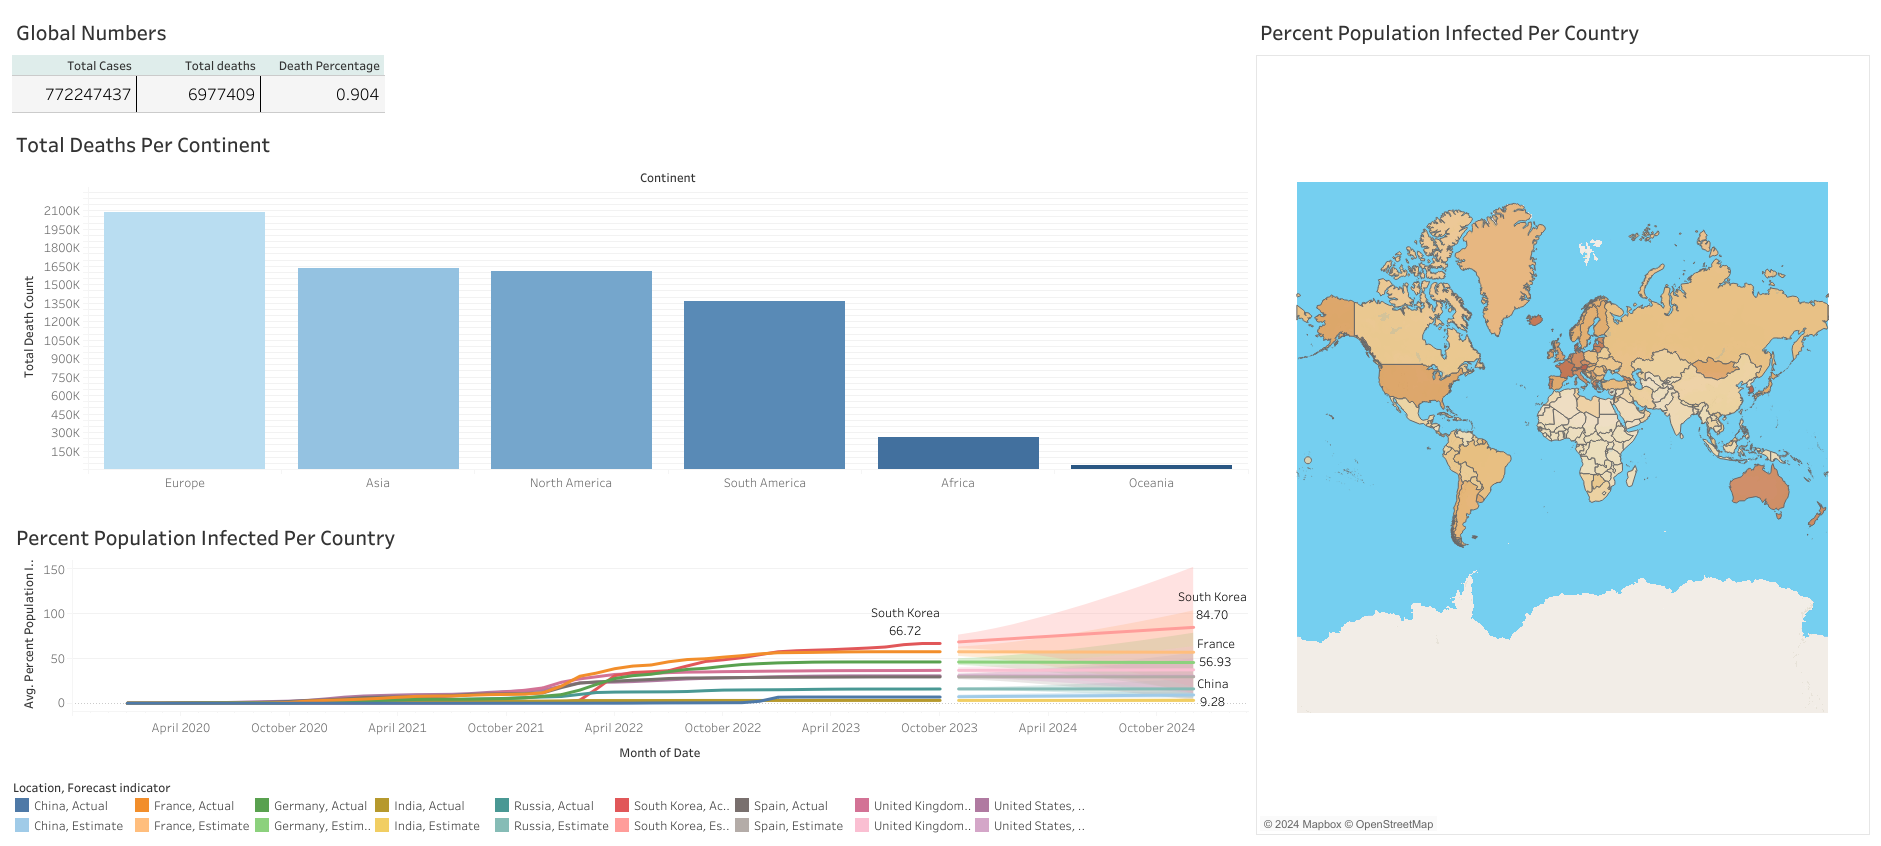 Global Numbers
Total Cases Total deaths Death Percentage
772247437 6977409 0.904
Total Deaths Per Continent
Continent
Total Death Count
2100K
1950K
1800K
1650K
1500K
1350K
1200K
1050K
900K
750K
600K
450K
300K
150K
Europe Asia North America South America Africa Oceania
Percent Population Infected Per Country
Avg. Percent Population I..
150
100
50
0
South Korea
66.72
South Korea
84.70
France
56.93
China
9.28
April 2020 October 2020 April 2021 October 2021 April 2022 October 2022 April 2023 October 2023 April 2024 October 2024
Month of Date
Location, Forecast indicator
China, Actual France, Actual Germany, Actual India, Actual Russia, Actual South Korea, Ac.. Spain, Actual United Kingdom.. United States, ..
China, Estimate France, Estimate Germany, Estim.. India, Estimate Russia, Estimate South Korea, Es.. Spain, Estimate United Kingdom.. United States, ..
Percent Population Infected Per Country
© 2024 Mapbox © OpenStreetMap